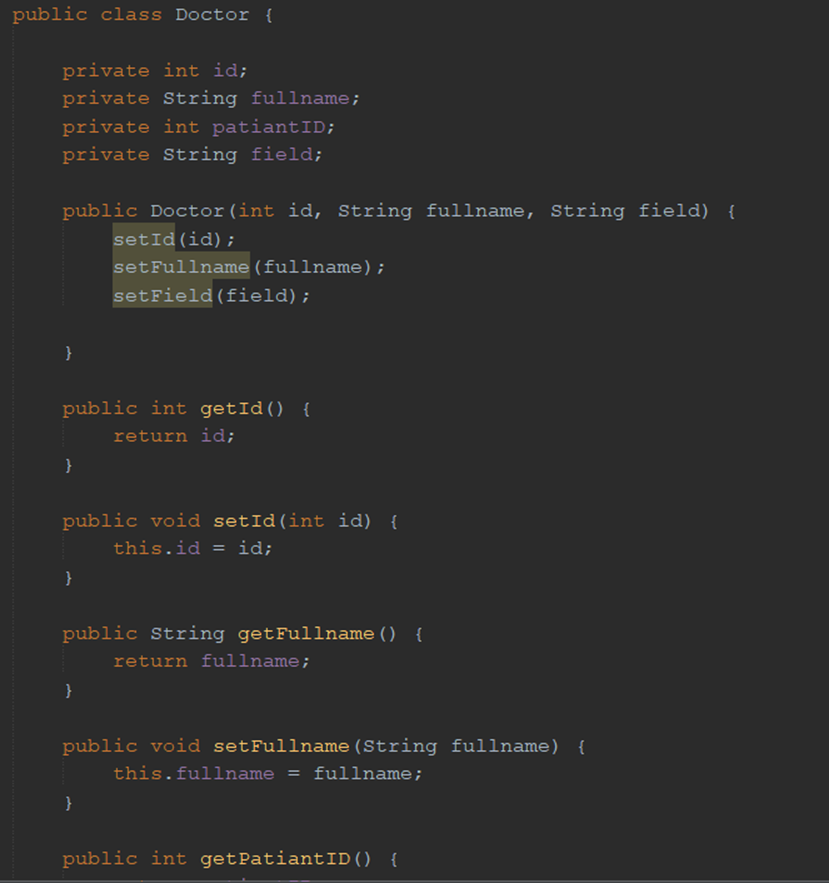 public class Doctor {
private int id;
private String fullname;
private int patiantID;
private String field;
public Doctor(int id, String fullname, String field) {
setId(id);
setFullname(fullname);
setField(field);
}
public int getId() {
return id;
}
public void setId(int id) {
this.id = id;
}
public String getFullname() {
return fullname;
}
public void setFullname(String fullname) {
this.fullname = fullname;
}
public int getPatiantID() {